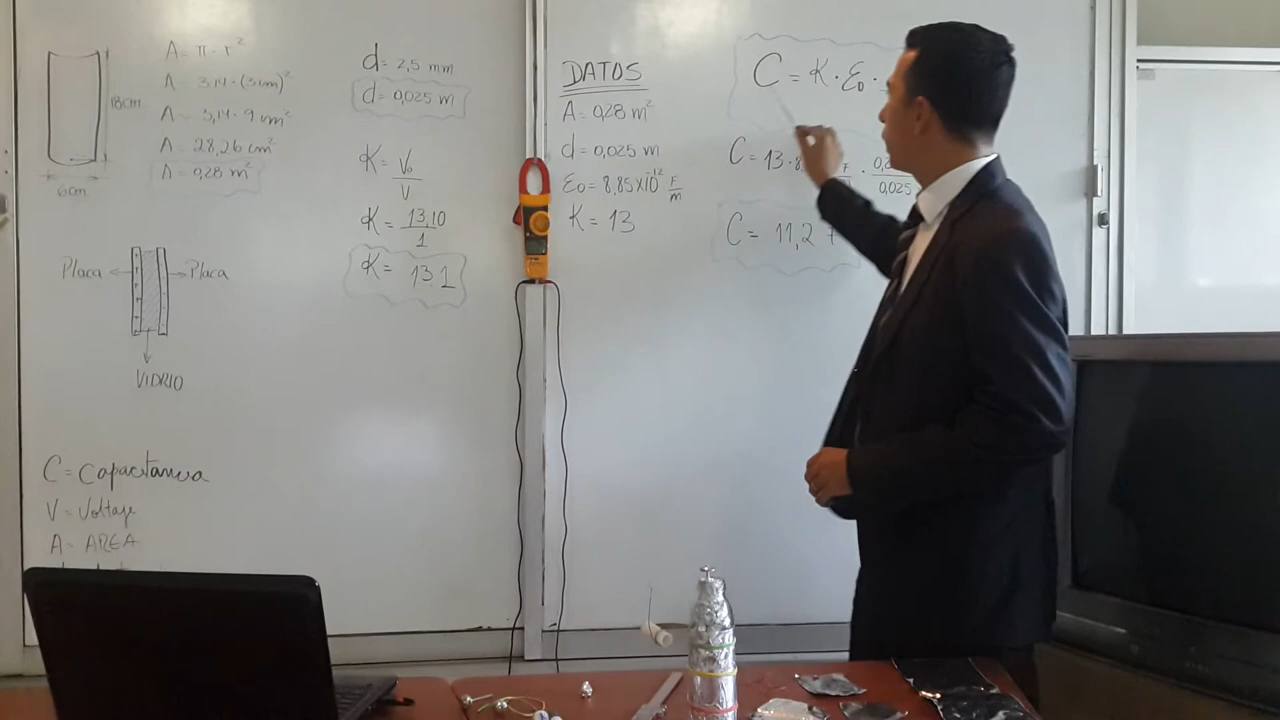 A = π · r²
A = 3,14 · (3cm)²
A = 3,14 · 9 cm²
A = 28,26 cm²
A = 0,28 m²
18cm
6cm
Placa
Placa
VIDRIO
C = Capacitancia
V = Voltaje
A = AREA
d = 2,5 mm
d = 0,025 m
K = V₀/V
K = 13,10/1
K = 13.1
DATOS
A = 0,28 m²
d = 0,025 m
ε₀ = 8,85x10⁻¹² F/m
K = 13
C = K · ε₀ ·
C = 13 · 8 · 0,025
C = 11,2